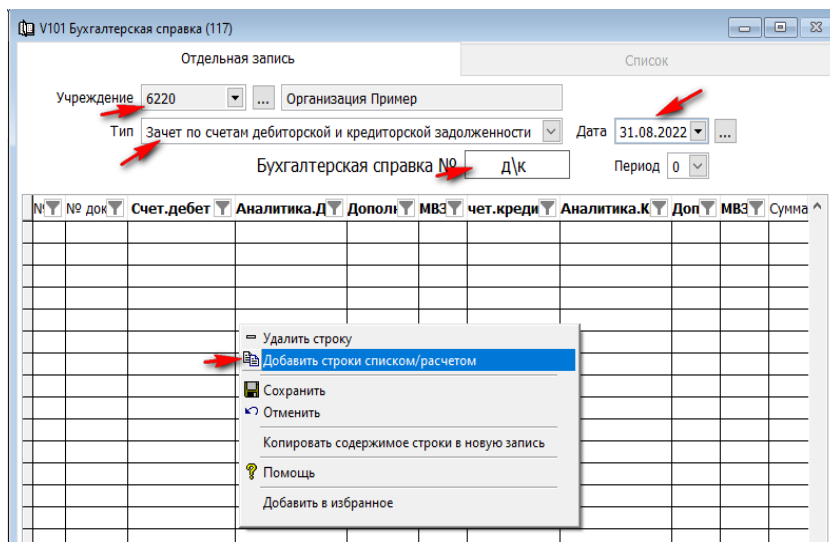 V101 Бухгалтерская справка (117)
Отдельная запись Список
Учреждение 6220 ... Организация Пример
Тип Зачет по счетам дебиторской и кредиторской задолженности Дата 31.08.2022 ...
Бухгалтерская справка № д\к Период 0
№ № док Счет.дебет Аналитика.Д Дополн МВЗ чет.креди Аналитика.К Доп МВЗ Сумма
Удалить строку
Добавить строки списком/расчетом
Сохранить
Отменить
Копировать содержимое строки в новую запись
Помощь
Добавить в избранное